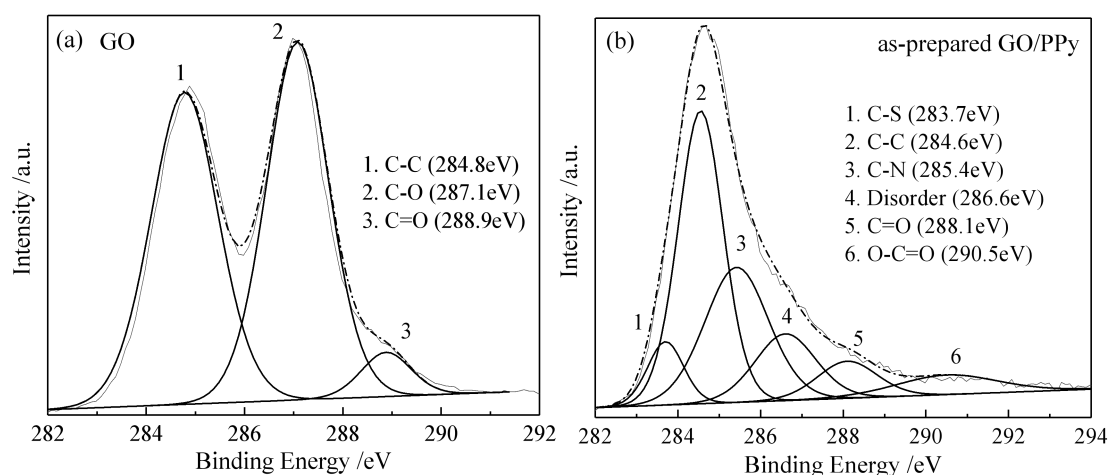 (a) GO
2
1
1. C-C (284.8eV)
2. C-O (287.1eV)
3. C=O (288.9eV)
3
Intensity /a.u.
282 284 286 288 290 292
Binding Energy /eV
(b) as-prepared GO/PPy
2
1. C-S (283.7eV)
2. C-C (284.6eV)
3. C-N (285.4eV)
4. Disorder (286.6eV)
5. C=O (288.1eV)
6. O-C=O (290.5eV)
3
1
4
5
6
Intensity /a.u.
282 284 286 288 290 292 294
Binding Energy /eV